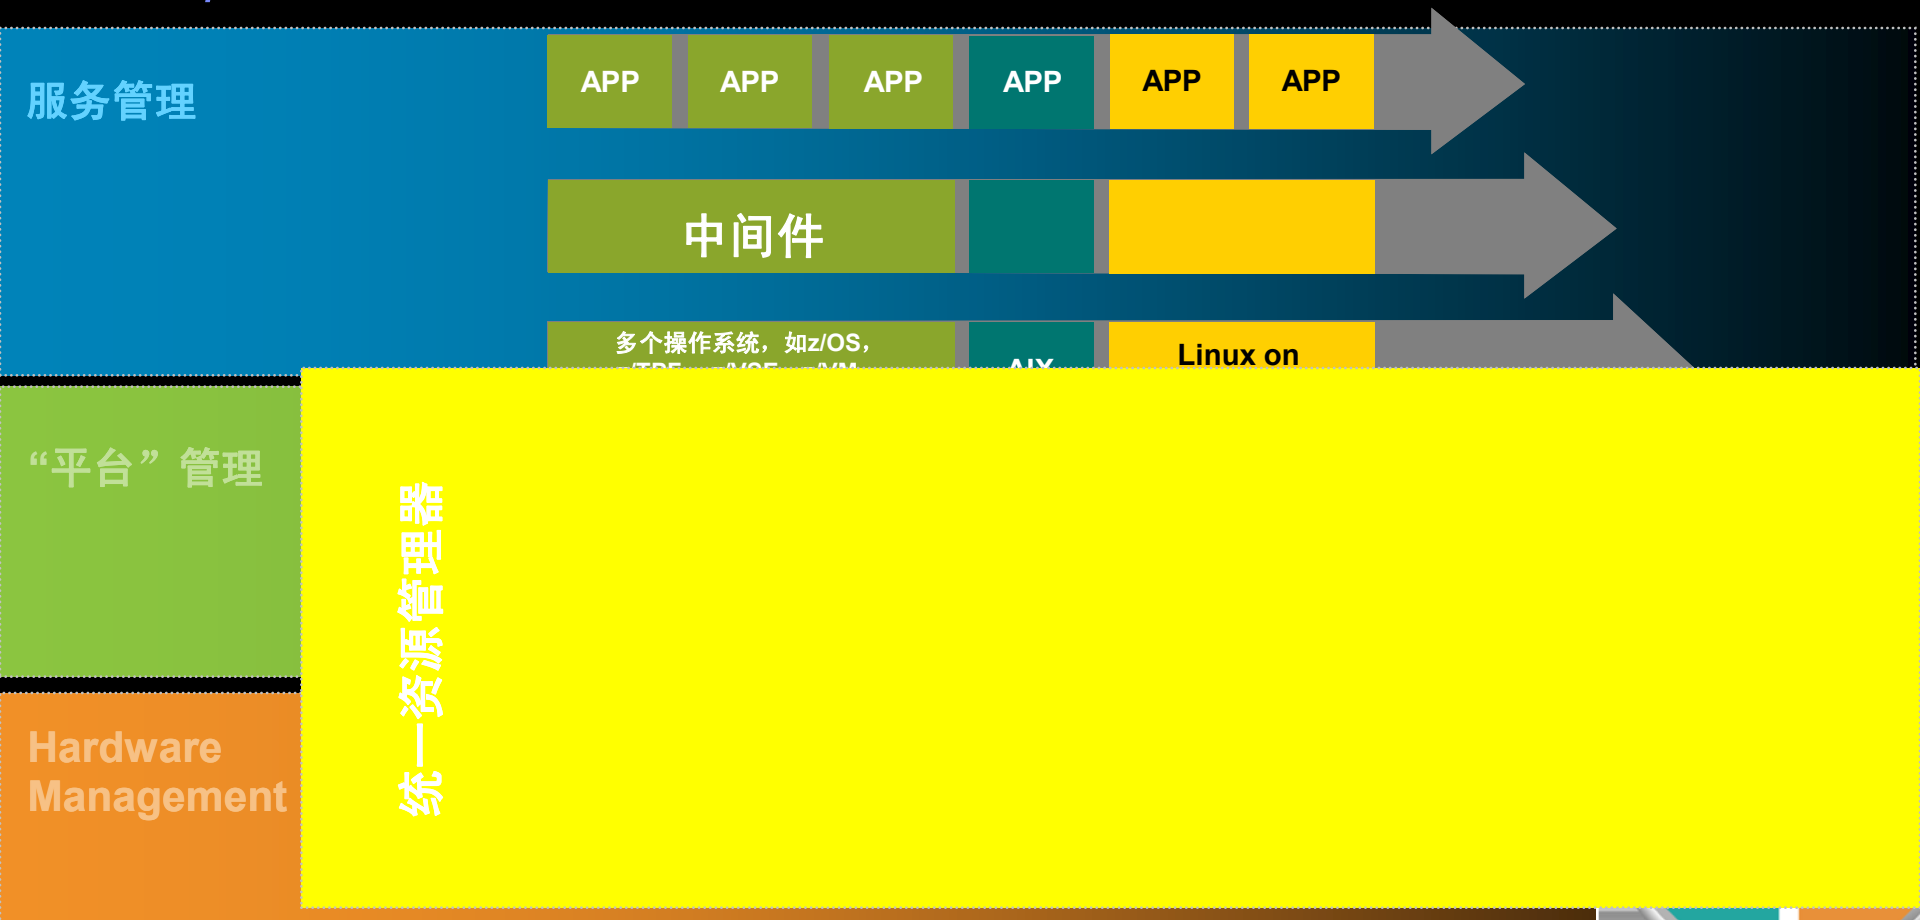 服务管理
APP APP APP APP APP APP
中间件
多个操作系统，如z/OS，
Linux on
“平台”管理
统一资源管理器
Hardware
Management